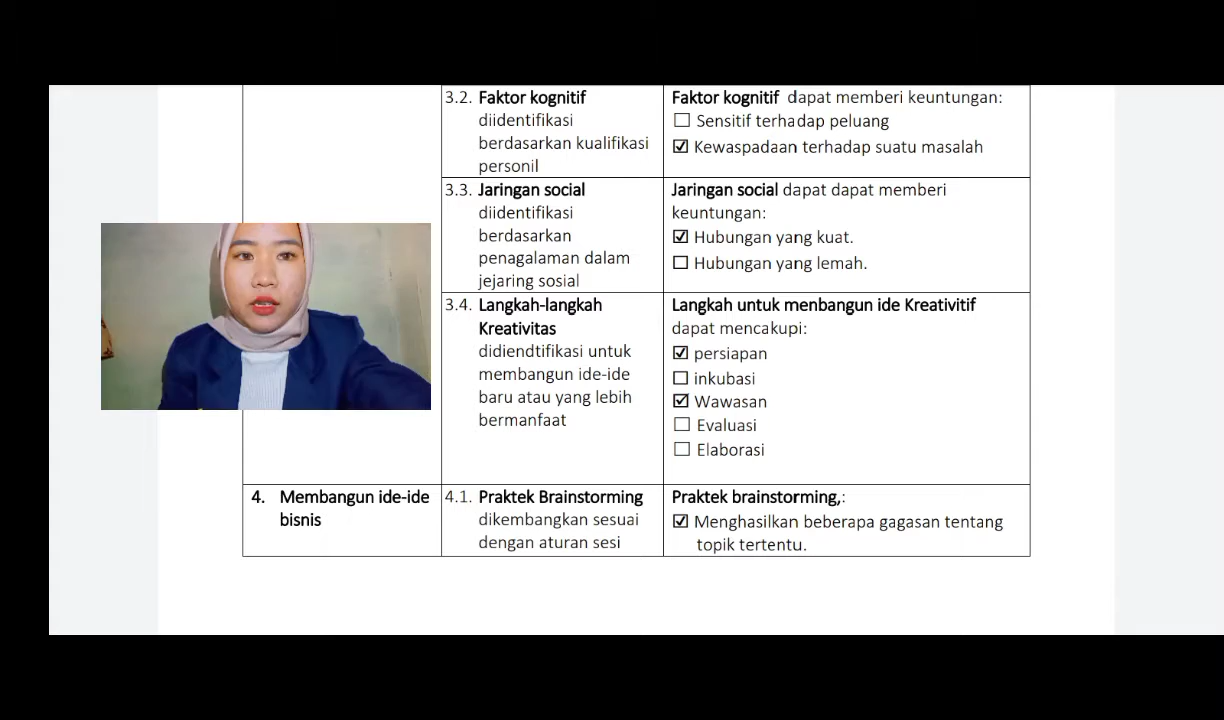 3.2. Faktor kognitif
diidentifikasi
berdasarkan kualifikasi
personil
Faktor kognitif dapat memberi keuntungan:
☐ Sensitif terhadap peluang
☑ Kewaspadaan terhadap suatu masalah
3.3. Jaringan social
diidentifikasi
berdasarkan
penagalaman dalam
jejaring sosial
Jaringan social dapat dapat memberi
keuntungan:
☑ Hubungan yang kuat.
☐ Hubungan yang lemah.
3.4. Langkah-langkah
Kreativitas
didiendtifikasi untuk
membangun ide-ide
baru atau yang lebih
bermanfaat
Langkah untuk menbangun ide Kreativitif
dapat mencakupi:
☑ persiapan
☐ inkubasi
☑ Wawasan
☐ Evaluasi
☐ Elaborasi
4. Membangun ide-ide
bisnis
4.1. Praktek Brainstorming
dikembangkan sesuai
dengan aturan sesi
Praktek brainstorming,:
☑ Menghasilkan beberapa gagasan tentang
topik tertentu.